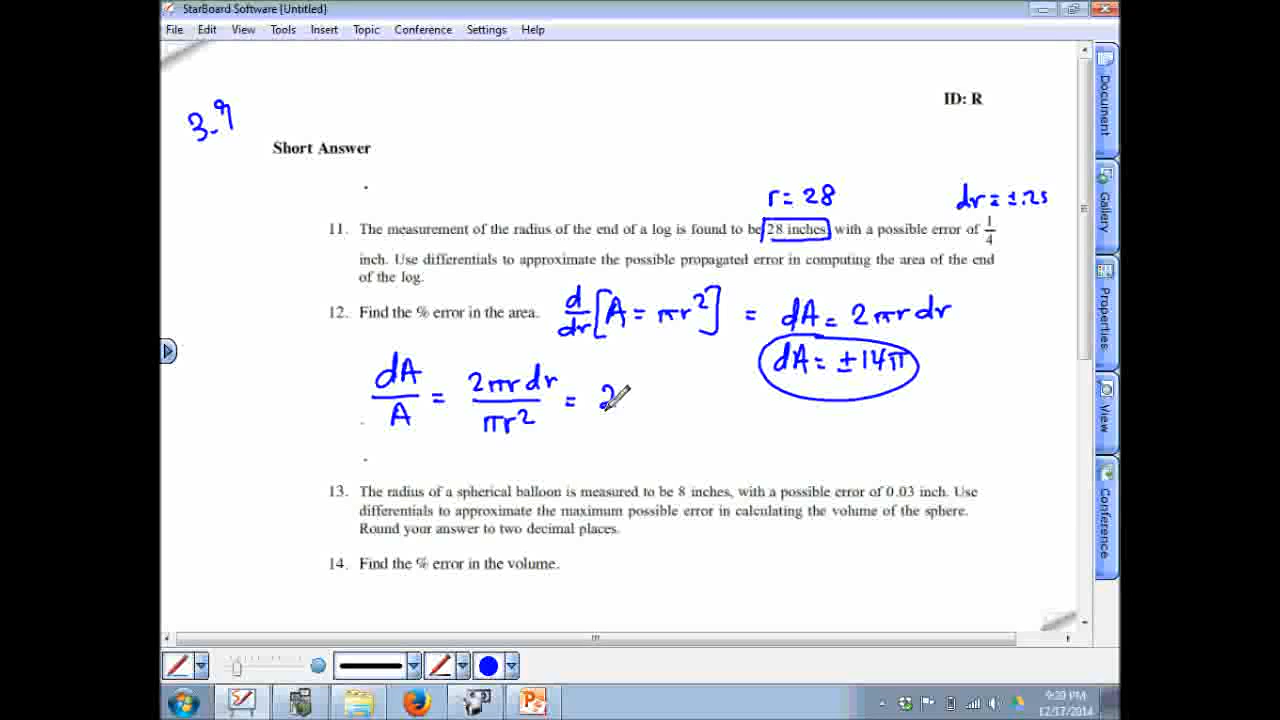 StarBoard Software [Untitled]
File Edit View Tools Insert Topic Conference Settings Help
3.9
ID: R
Short Answer
r = 28
dr = ±.25
11. The measurement of the radius of the end of a log is found to be 28 inches, with a possible error of 1/4
inch. Use differentials to approximate the possible propagated error in computing the area of the end
of the log.
12. Find the % error in the area.
d/dr [A = πr²] = dA = 2πr dr
dA = ±14π
dA/A = 2πr dr/πr² = 2
13. The radius of a spherical balloon is measured to be 8 inches, with a possible error of 0.03 inch. Use
differentials to approximate the maximum possible error in calculating the volume of the sphere.
Round your answer to two decimal places.
14. Find the % error in the volume.
Document
Gallery
Properties
View
Conference
9:39 PM
12/17/2014